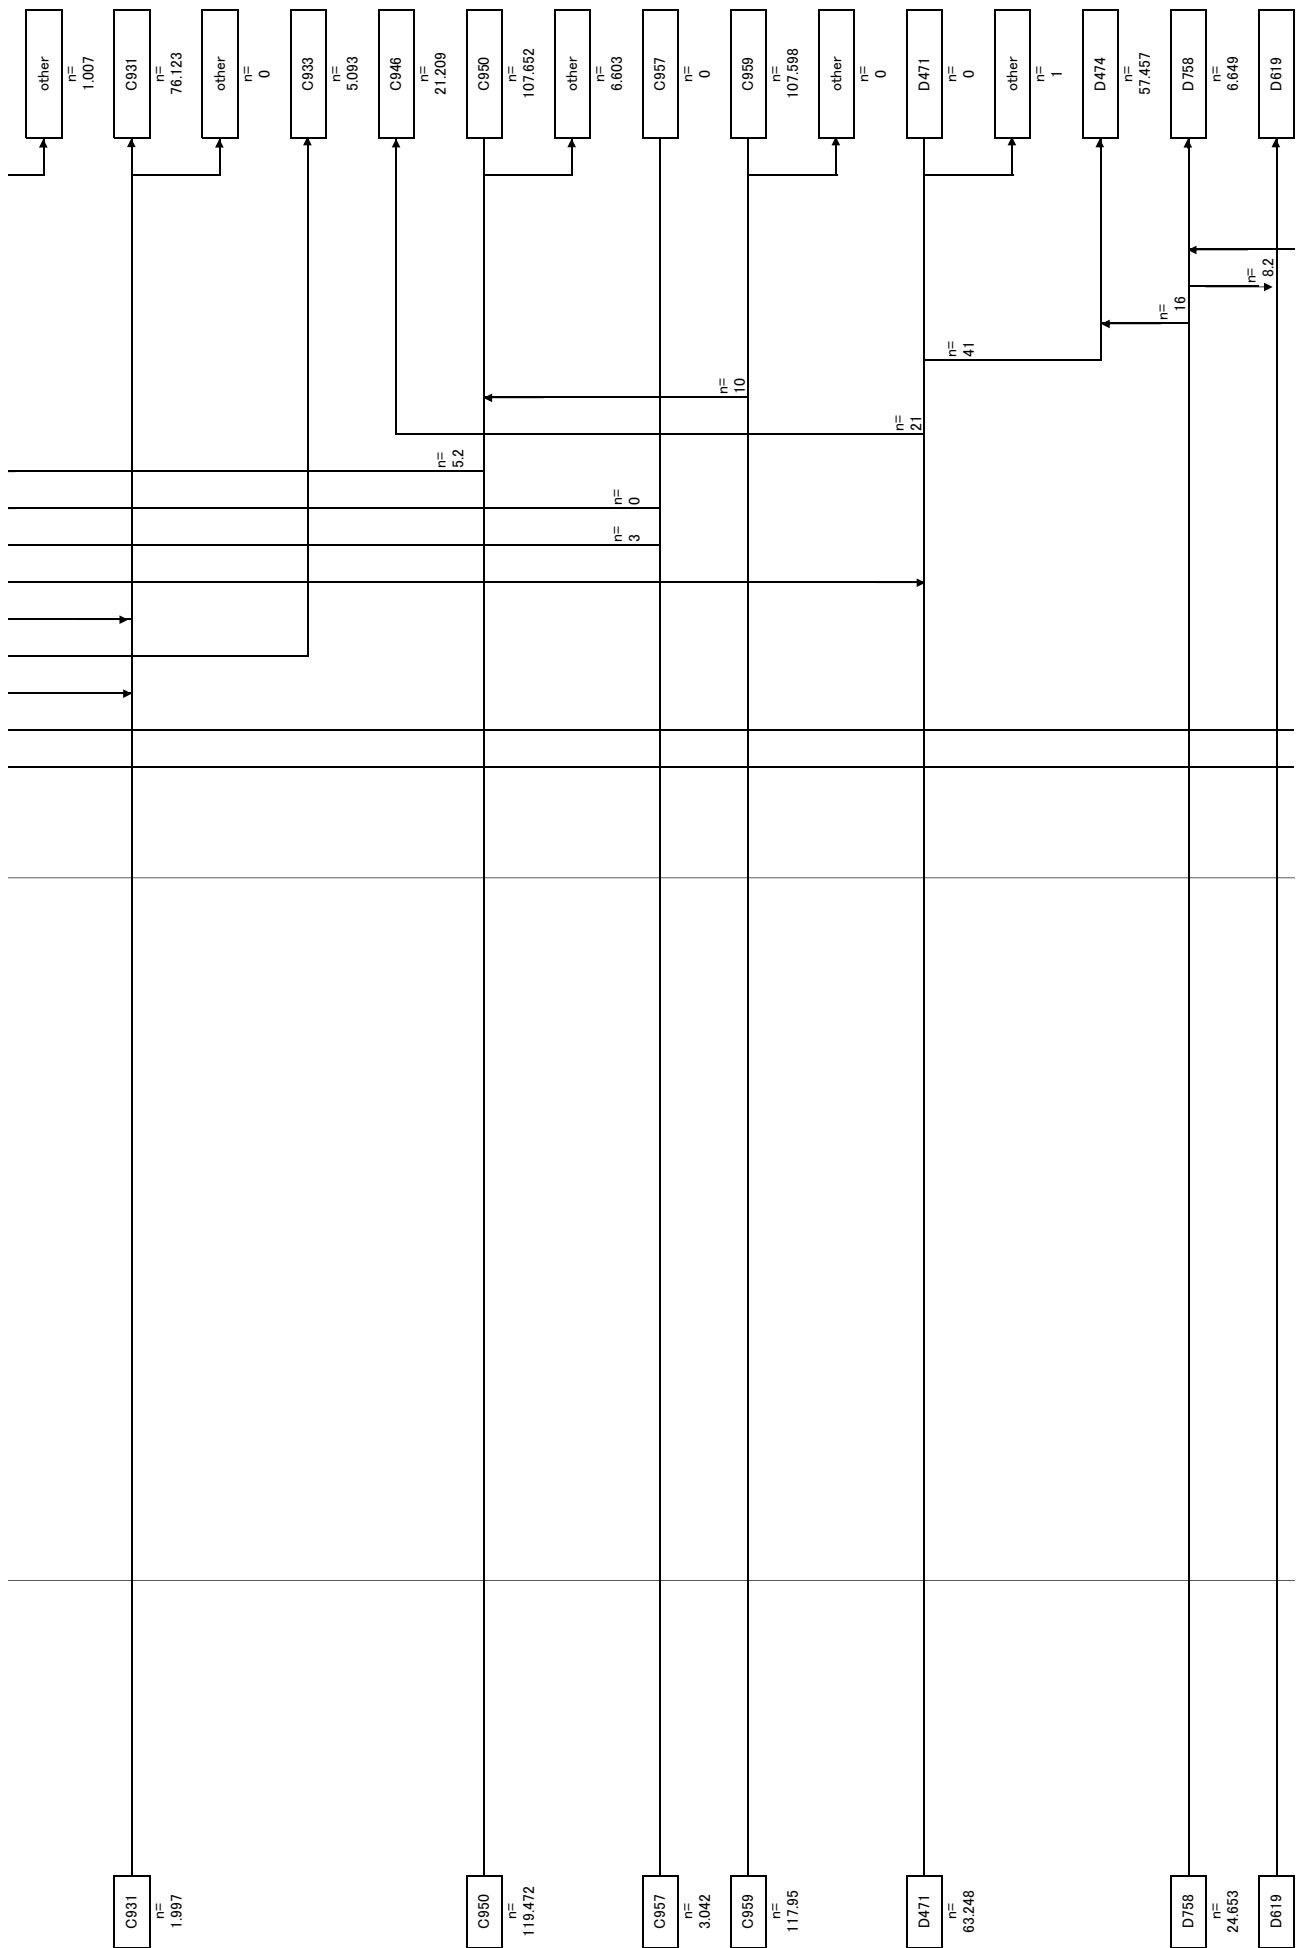 other
n=
1.007
C931
n=
76.123
other
n=
0
C933
n=
5.093
C946
n=
21.209
C950
n=
107.652
other
n=
6.603
C957
n=
0
C959
n=
107.598
other
n=
0
D471
n=
0
other
n=
1
D474
n=
57.457
D758
n=
6.649
D619
n=
8.2
n=
16
n=
41
n=
10
n=
21
n=
5.2
n=
0
n=
3
C931
n=
1.997
C950
n=
119.472
C957
n=
3.042
C959
n=
117.95
D471
n=
63.248
D758
n=
24.653
D619